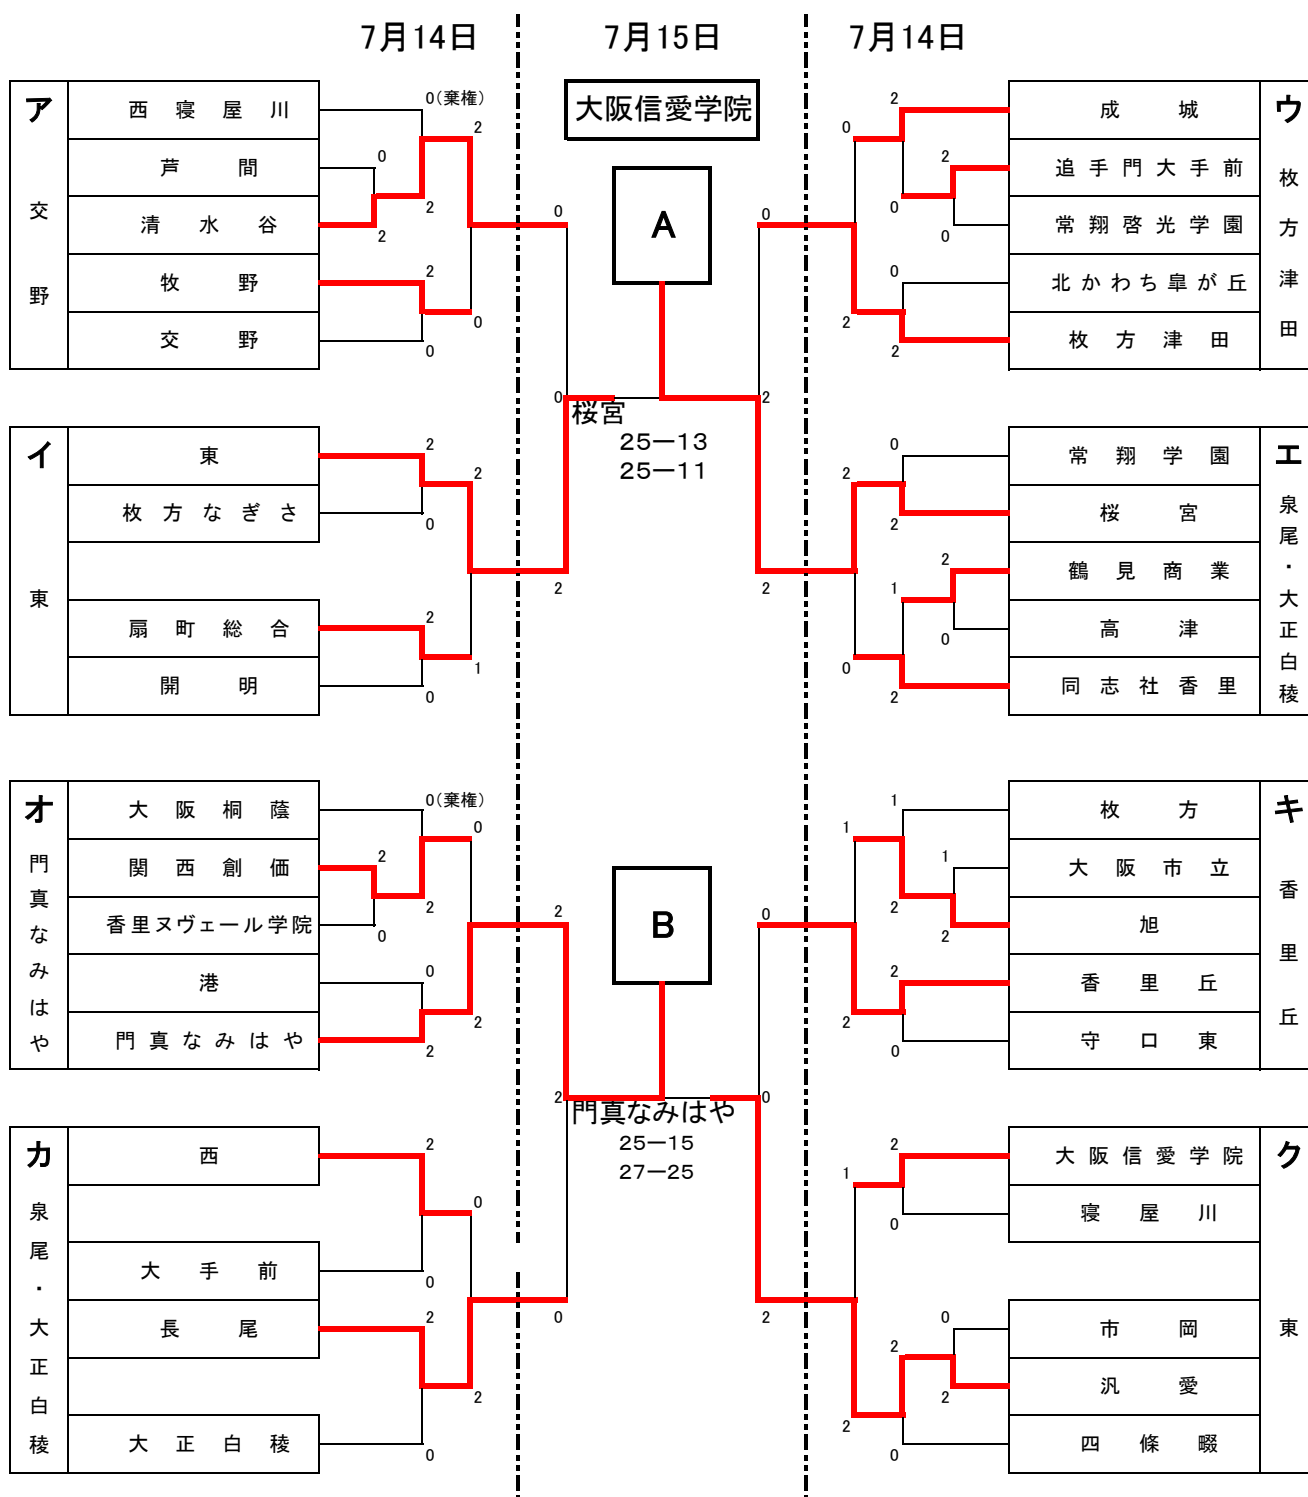 7月14日
7月15日
7月14日
大阪信愛学院
ア
交野
西寝屋川
芦間
清水谷
牧野
交野
0(棄権)
2
0
2
2
2
0
0
0
イ
東
東
枚方なぎさ
扇町総合
開明
2
0
2
2
0
1
2
A
0
桜宮
2
25−13
25−11
0
ウ
枚方津田
成城
追手門大手前
常翔啓光学園
北かわち皐が丘
枚方津田
2
0
2
0
0
0
2
2
エ
泉尾・大正白稜
常翔学園
桜宮
鶴見商業
高津
同志社香里
0
2
2
2
1
0
0
2
2
オ
門真なみはや
大阪桐蔭
関西創価
香里ヌヴェール学院
港
門真なみはや
0(棄権)
0
2
2
0
0
2
2
2
カ
泉尾・大正白稜
西
大手前
長尾
大正白稜
2
0
0
2
2
0
0
B
2
門真なみはや
0
25−15
27−25
0
キ
香里丘
枚方
大阪市立
旭
香里丘
守口東
1
1
1
2
2
2
2
0
ク
東
大阪信愛学院
寝屋川
市岡
汎愛
四條畷
2
1
0
0
2
2
2
0
2